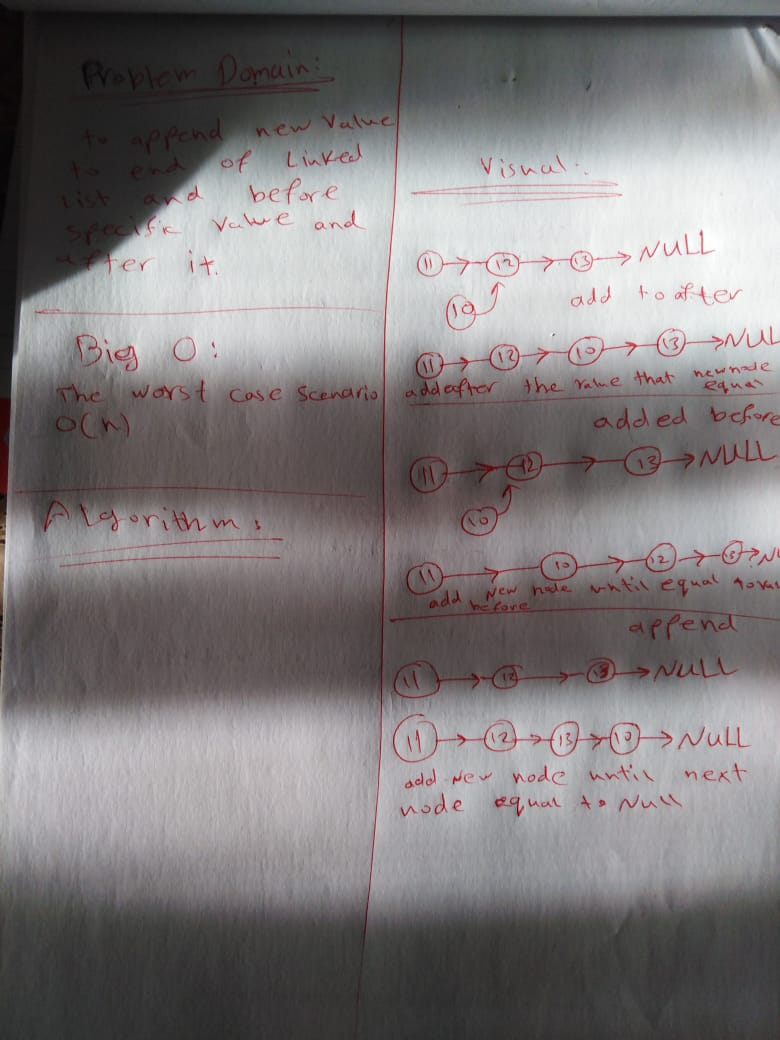 Problem Domain:
to append new Value
to end of Linked
List and before
specific Value and
after it.
Big O:
The worst case scenario
O(n)
Algorithm:
Visual:
11 → 12 → 13 → NULL
10
add to after
11 → 12 → 10 → 13 → NUL
add after the value that new node
equal
added before
11 → 12 → 13 → NULL
10
11 → 10 → 12 → 13 → NU
add New node until equal to val
before
append
11 → 12 → 13 → NULL
11 → 12 → 13 → 10 → NULL
add New node until next
node equal to Null